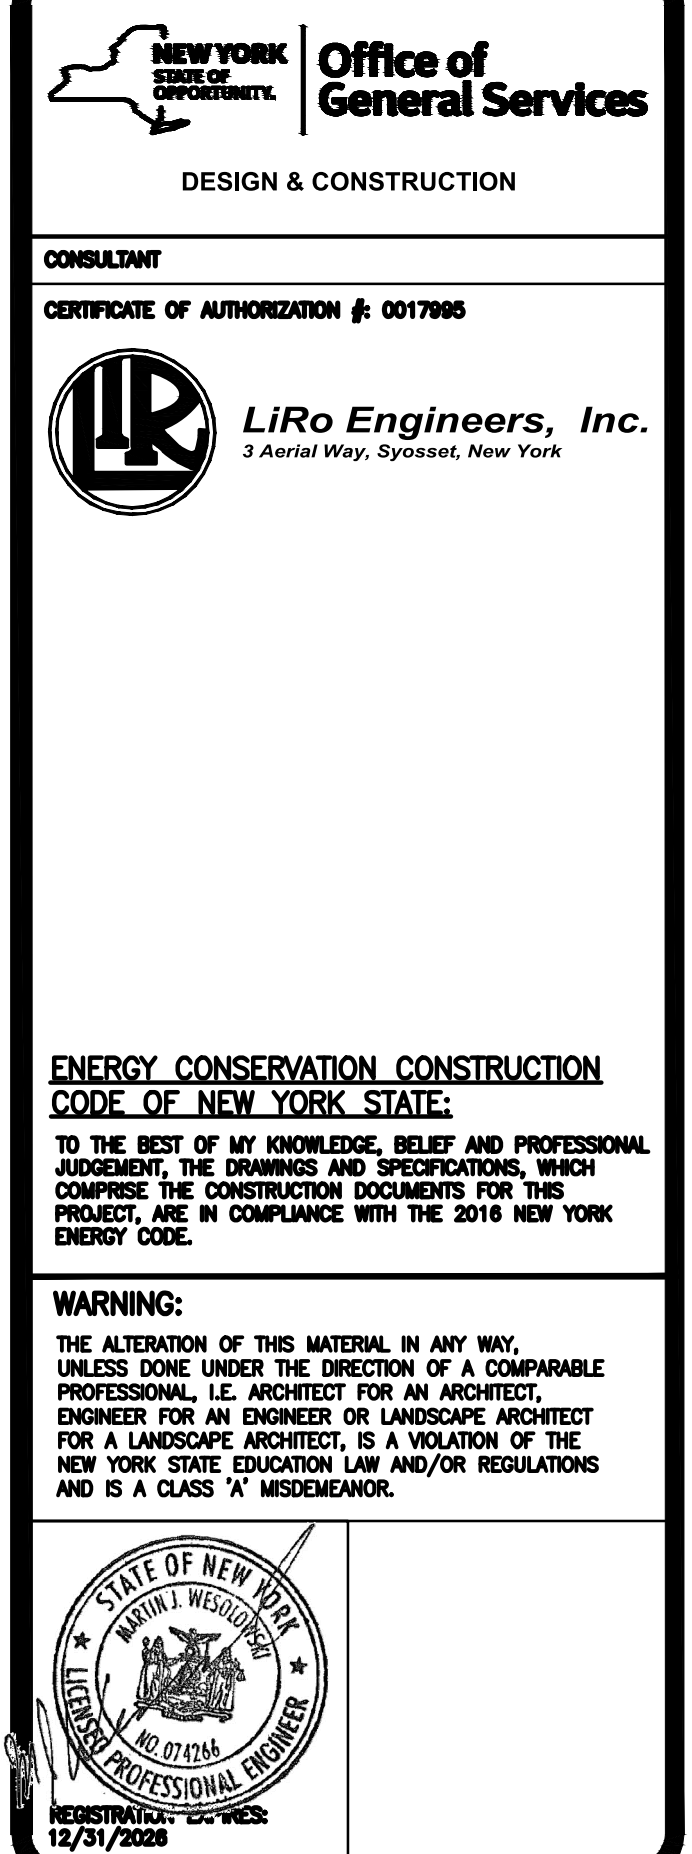 NEW YORK
STATE OF
OPPORTUNITY.
Office of
General Services
DESIGN & CONSTRUCTION
CONSULTANT
CERTIFICATE OF AUTHORIZATION #: 0017995
LIR
LiRo Engineers, Inc.
3 Aerial Way, Syosset, New York
ENERGY CONSERVATION CONSTRUCTION
CODE OF NEW YORK STATE:
TO THE BEST OF MY KNOWLEDGE, BELIEF AND PROFESSIONAL
JUDGEMENT, THE DRAWINGS AND SPECIFICATIONS, WHICH
COMPRISE THE CONSTRUCTION DOCUMENTS FOR THIS
PROJECT, ARE IN COMPLIANCE WITH THE 2016 NEW YORK
ENERGY CODE.
WARNING:
THE ALTERATION OF THIS MATERIAL IN ANY WAY,
UNLESS DONE UNDER THE DIRECTION OF A COMPARABLE
PROFESSIONAL, I.E. ARCHITECT FOR AN ARCHITECT,
ENGINEER FOR AN ENGINEER OR LANDSCAPE ARCHITECT
FOR A LANDSCAPE ARCHITECT, IS A VIOLATION OF THE
NEW YORK STATE EDUCATION LAW AND/OR REGULATIONS
AND IS A CLASS 'A' MISDEMEANOR.
STATE OF NEW YORK
MARTIN J. WESOLOWSKI
NO. 074266
LICENSED PROFESSIONAL ENGINEER
REGISTRATION EXPIRES:
12/31/2026